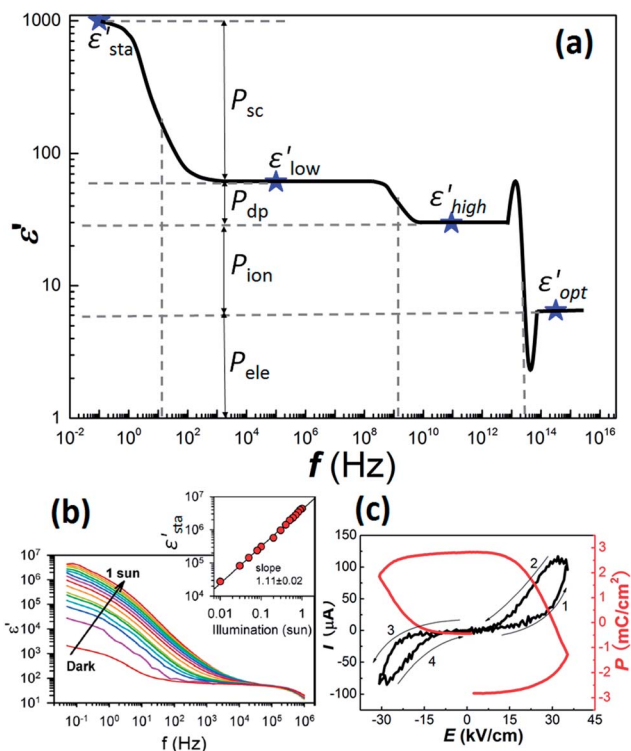 (a)
1000
100
10
1
ε'
ε'sta
Psc
ε'low
Pdp
ε'high
Pion
ε'opt
Pele
10⁻² 10⁰ 10² 10⁴ 10⁶ 10⁸ 10¹⁰ 10¹² 10¹⁴ 10¹⁶
f (Hz)
(b)
10⁷
10⁶
10⁵
10⁴
10³
10²
10¹
ε'
1 sun
Dark
10⁻¹ 10⁰ 10¹ 10² 10³ 10⁴ 10⁵ 10⁶
f (Hz)
ε'sta
10⁷
10⁶
10⁵
10⁴
slope
1.11±0.02
0.01 0.1 1
Illumination (sun)
(c)
150
100
50
0
-50
-100
I (μA)
1
2
3
4
3
2
1
0
-1
-2
-3
P (mC/cm²)
-30 -15 0 15 30 45
E (kV/cm)